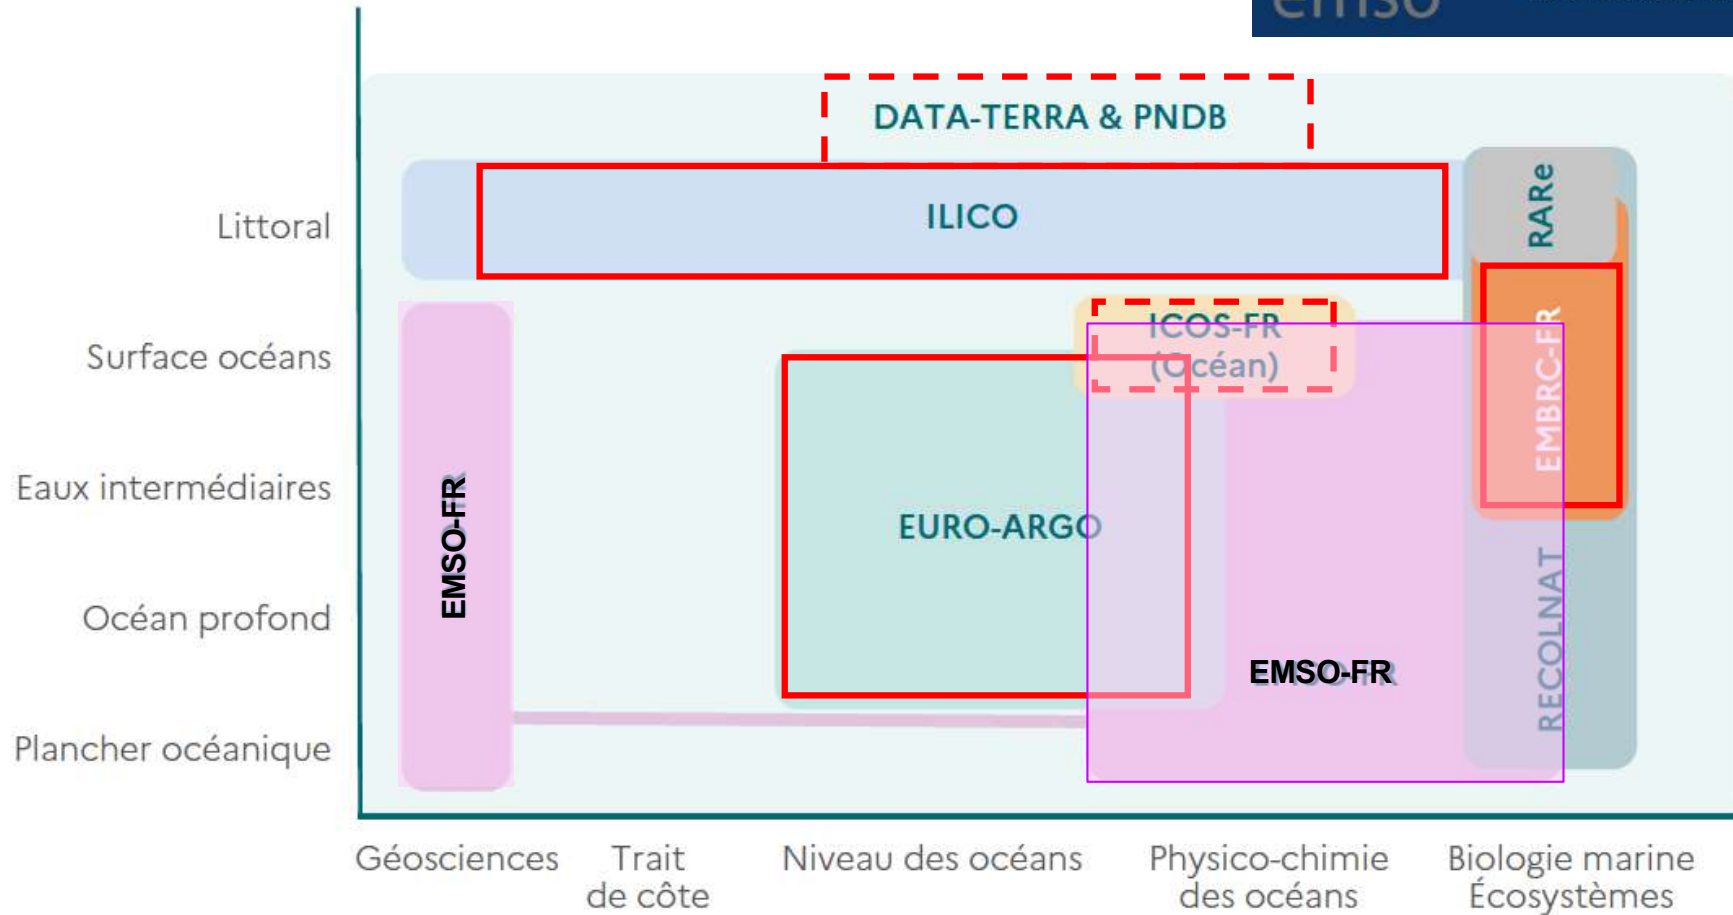 emso
DATA-TERRA & PNDB
RARe
Littoral
ILICO
ICOS-FR
(Océan)
Surface océans
EMBRC-FR
Eaux intermédiaires
EMSO-FR
EURO-ARGO
Océan profond
EMSO-FR
RECOLNAT
Plancher océanique
Géosciences
Trait
de côte
Niveau des océans
Physico-chimie
des océans
Biologie marine
Écosystèmes